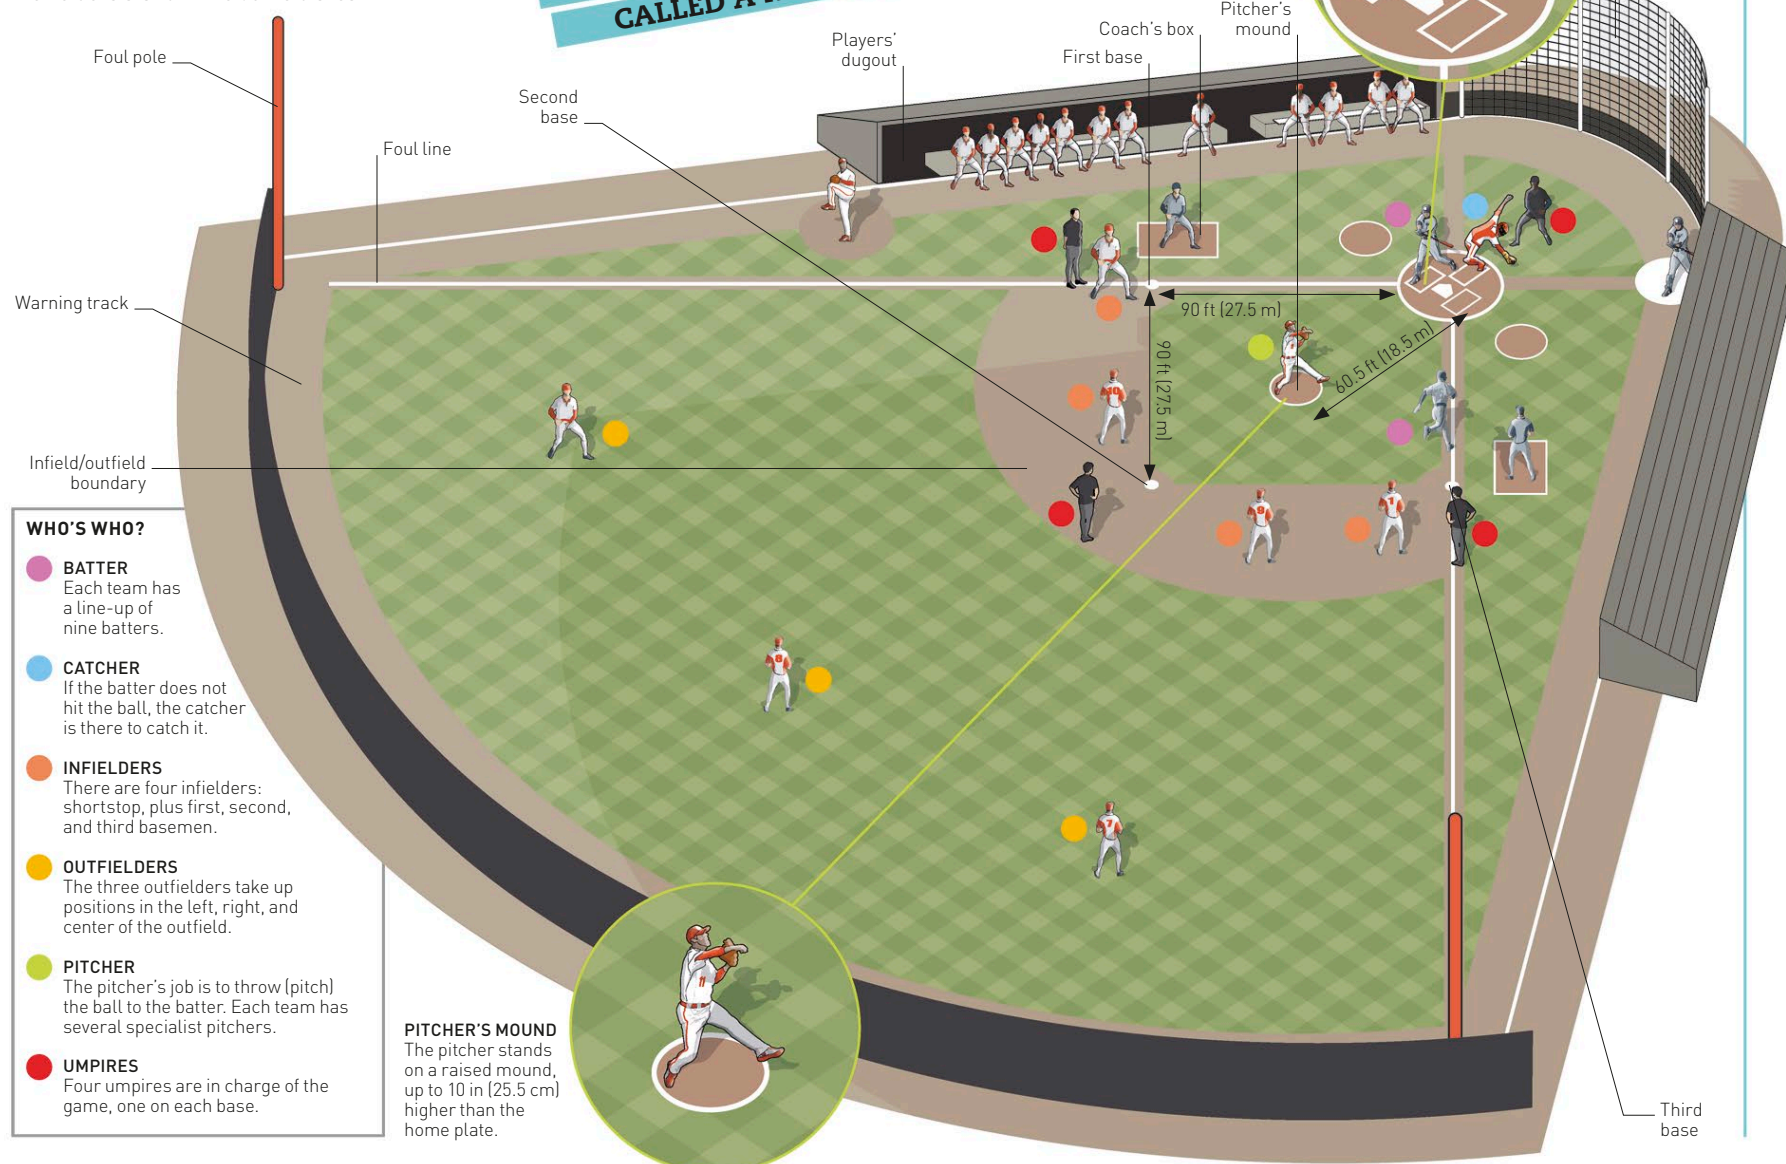 CALLED A
Foul pole
Foul line
Second
base
Players'
dugout
First base
Coach's box
Pitcher's
mound
Warning track
90 ft (27.5 m)
90 ft (27.5 m)
60.5 ft (18.5 m)
Infield/outfield
boundary
10
9
1
8
7
11
WHO'S WHO?
BATTER
Each team has
a line-up of
nine batters.
CATCHER
If the batter does not
hit the ball, the catcher
is there to catch it.
INFIELDERS
There are four infielders:
shortstop, plus first, second,
and third basemen.
OUTFIELDERS
The three outfielders take up
positions in the left, right, and
center of the outfield.
PITCHER
The pitcher's job is to throw (pitch)
the ball to the batter. Each team has
several specialist pitchers.
UMPIRES
Four umpires are in charge of the
game, one on each base.
PITCHER'S MOUND
The pitcher stands
on a raised mound,
up to 10 in (25.5 cm)
higher than the
home plate.
Third
base